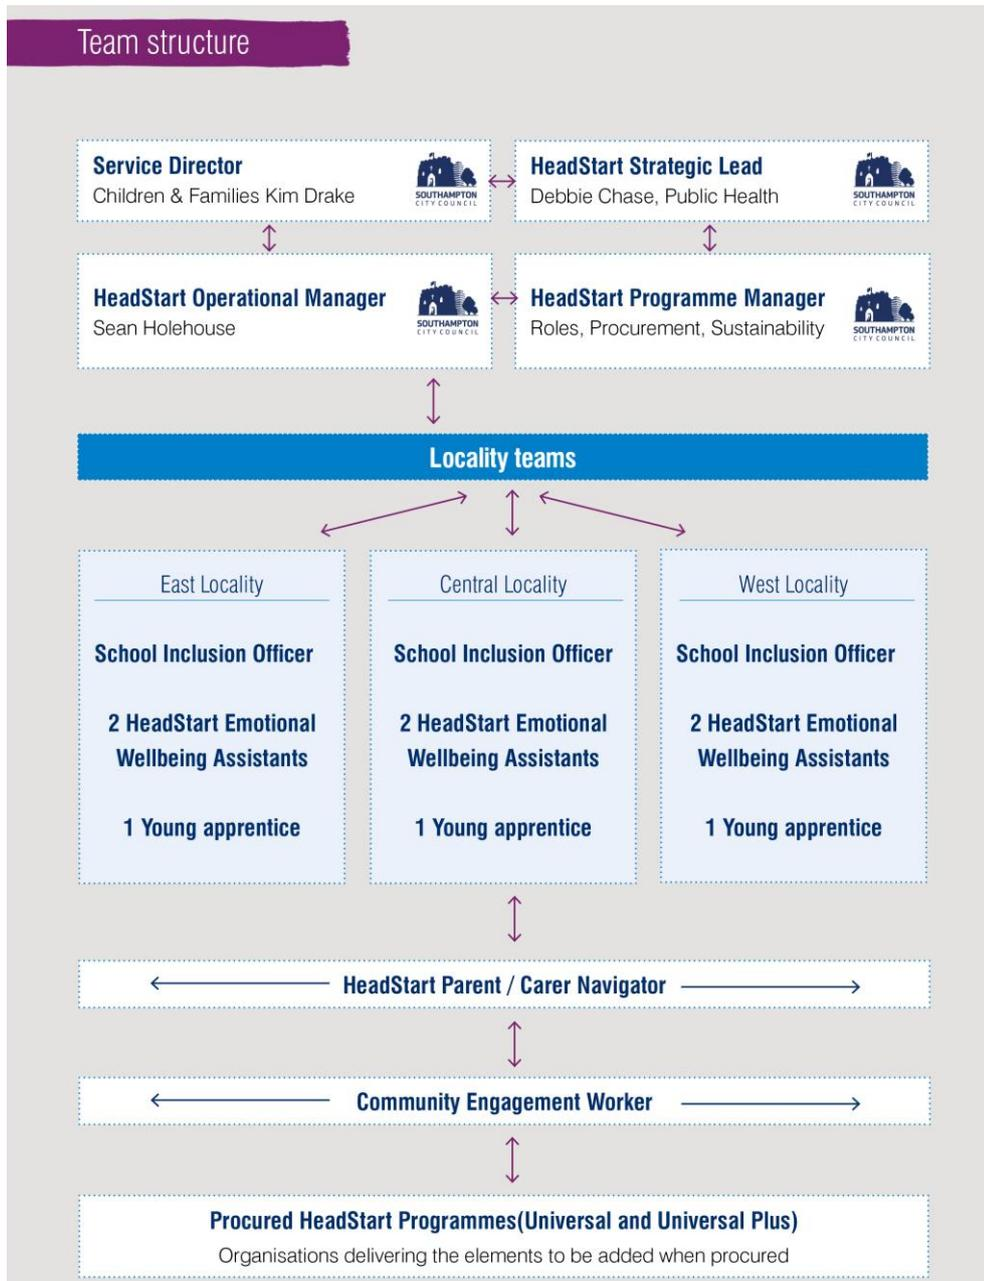 Team structure
Service Director
Children & Families Kim Drake
SOUTHAMPTON
CITY COUNCIL
HeadStart Strategic Lead
Debbie Chase, Public Health
SOUTHAMPTON
CITY COUNCIL
HeadStart Operational Manager
Sean Holehouse
SOUTHAMPTON
CITY COUNCIL
HeadStart Programme Manager
Roles, Procurement, Sustainability
SOUTHAMPTON
CITY COUNCIL
Locality teams
East Locality
School Inclusion Officer
2 HeadStart Emotional
Wellbeing Assistants
1 Young apprentice
Central Locality
School Inclusion Officer
2 HeadStart Emotional
Wellbeing Assistants
1 Young apprentice
West Locality
School Inclusion Officer
2 HeadStart Emotional
Wellbeing Assistants
1 Young apprentice
HeadStart Parent / Carer Navigator
Community Engagement Worker
Procured HeadStart Programmes(Universal and Universal Plus)
Organisations delivering the elements to be added when procured